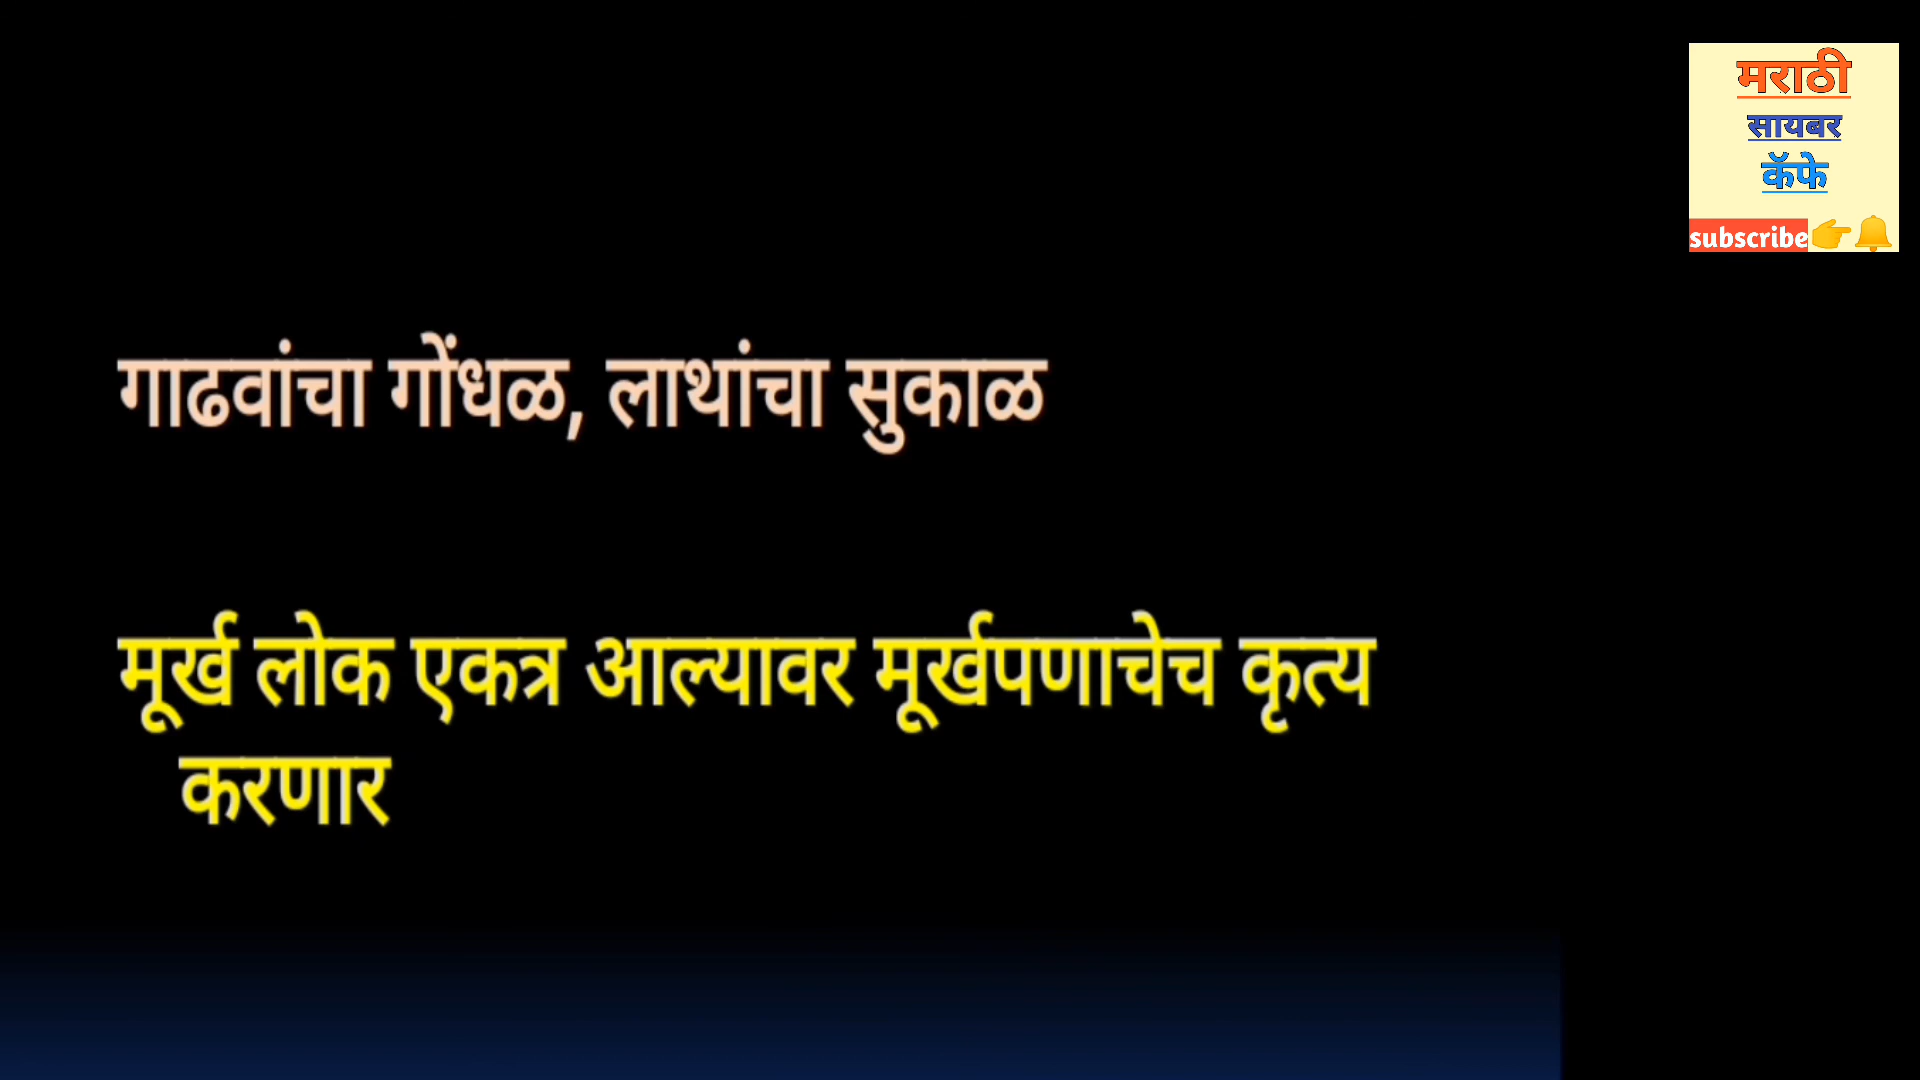 मराठी
सायबर
कॅफे
subscribe
गाढवांचा गोंधळ, लाथांचा सुकाळ
मूर्ख लोक एकत्र आल्यावर मूर्खपणाचेच कृत्य
करणार